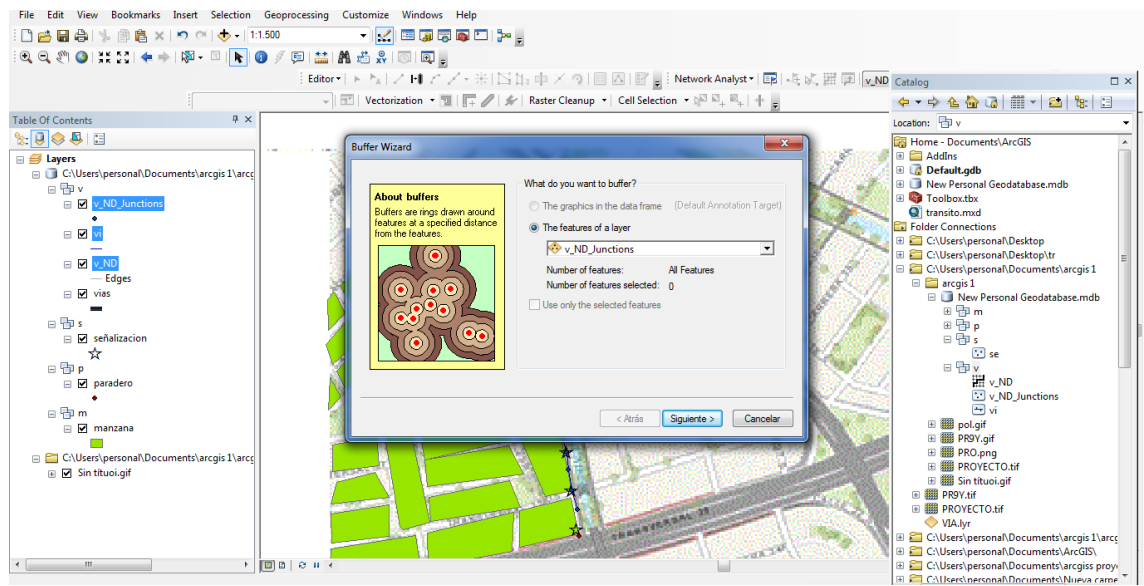 File Edit View Bookmarks Insert Selection Geoprocessing Customize Windows Help
1:1.500
Editor
Network Analyst
v_ND
Vectorization
Raster Cleanup
Cell Selection
Table Of Contents
Layers
C:\Users\personal\Documents\arcgis 1\arcg
v
v_ND_Junctions
vi
v_ND
Edges
vias
s
señalizacion
p
paradero
m
manzana
C:\Users\personal\Documents\arcgis 1\arcg
Sin títuoi.gif
Buffer Wizard
About buffers
Buffers are rings drawn around
features at a specified distance
from the features.
What do you want to buffer?
The graphics in the data frame (Default Annotation Target)
The features of a layer
v_ND_Junctions
Number of features: All Features
Number of features selected: 0
Use only the selected features
< Atrás
Siguiente >
Cancelar
TRANSVERSAL
Catalog
Location: v
Home - Documents\ArcGIS
AddIns
Default.gdb
New Personal Geodatabase.mdb
Toolbox.tbx
transito.mxd
Folder Connections
C:\Users\personal\Desktop
C:\Users\personal\Desktop\tr
C:\Users\personal\Documents\arcgis 1
arcgis 1
New Personal Geodatabase.mdb
m
p
s
se
v
v_ND
v_ND_Junctions
vi
pol.gif
PR9Y.gif
PRO.png
PROYECTO.tif
Sin títuoi.gif
PR9Y.tif
PROYECTO.tif
VIA.lyr
C:\Users\personal\Documents\arcgis 1\arcg
C:\Users\personal\Documents\ArcGIS\
C:\Users\personal\Documents\arcgiss proy
C:\Users\personal\Documents\Nueva carpe